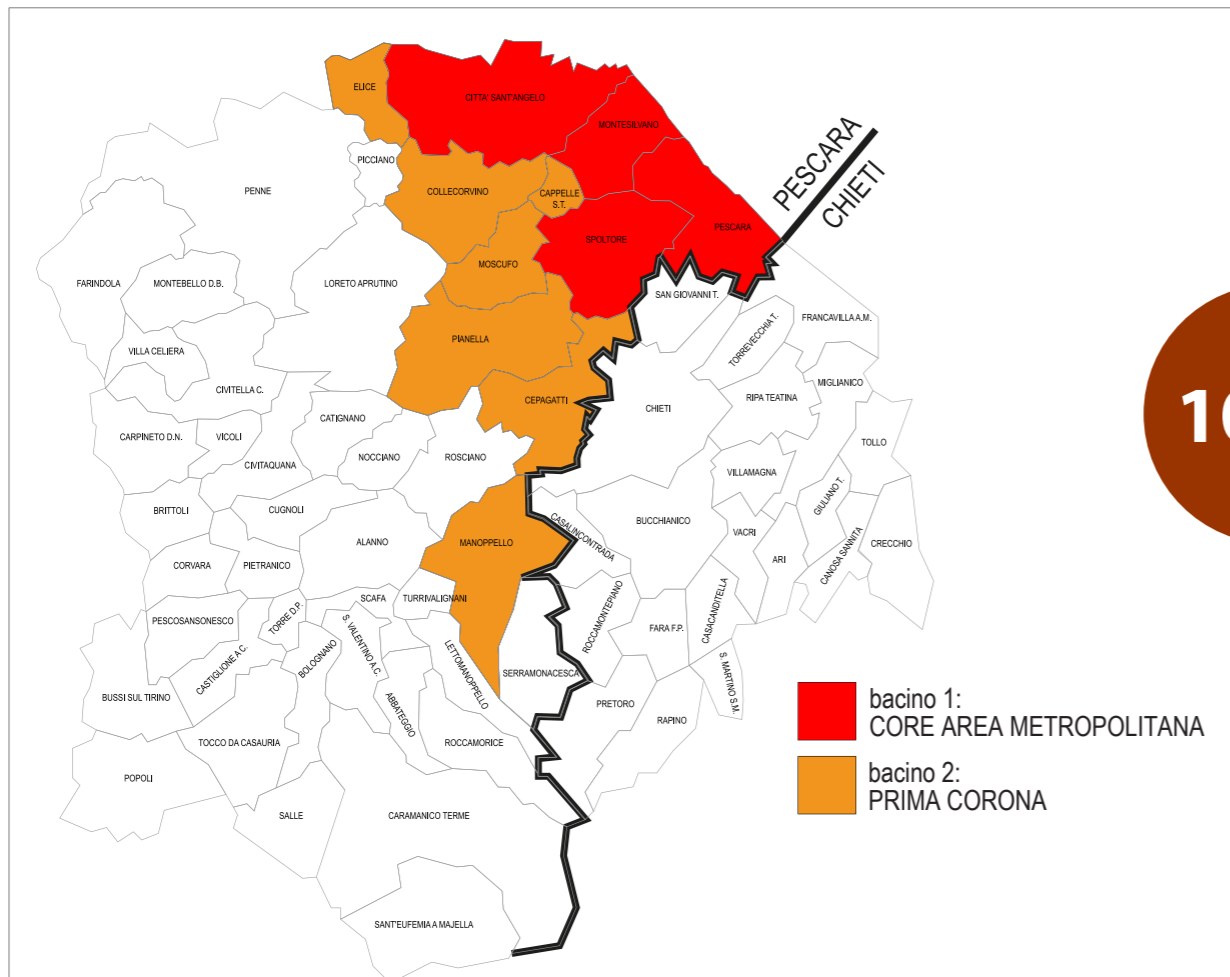 ELICE
CITTA' SANT'ANGELO
MONTESILVANO
PESCARA
CHIETI
PICCIANO
PENNE
COLLECORVINO
CAPPELLE
S.T.
SPOLTORE
PESCARA
MOSCUFO
FARINDOLA
MONTEBELLO D.B.
LORETO APRUTINO
SAN GIOVANNI T.
TORREVECCHIA T.
FRANCAVILLA A.M.
VILLA CELIERA
PIANELLA
CIVITELLA C.
CEPAGATTI
CHIETI
RIPA TEATINA
MIGLIANICO
CATIGNANO
CARPINETO D.N.
VICOLI
NOCCIANO
ROSCIANO
CIVITAQUANA
VILLAMAGNA
TOLLO
BRITTOLI
CUGNOLI
GIULIANO T.
ALANNO
MANOPPELLO
CASALINCONTRADA
BUCCHIANICO
VACRI
ARI
CANOSA SANNITA
CRECCHIO
CORVARA
PIETRANICO
SCAFA
TURRIVALIGNANI
PESCOSANSONESCO
TORRE D.P.
ROCCAMONTEPIANO
FARA F.P.
CASACANDITELLA
CASTIGLIONE A C.
BOLOGNANO
S. VALENTINO A.C.
LETTOMANOPPELLO
SERRAMONACESCA
S. MARTINO S.M.
BUSSI SUL TIRINO
ABBATEGGIO
PRETORO
RAPINO
TOCCO DA CASAURIA
ROCCAMORICE
POPOLI
SALLE
CARAMANICO TERME
SANT'EUFEMIA A MAJELLA
bacino 1:
CORE AREA METROPOLITANA
bacino 2:
PRIMA CORONA